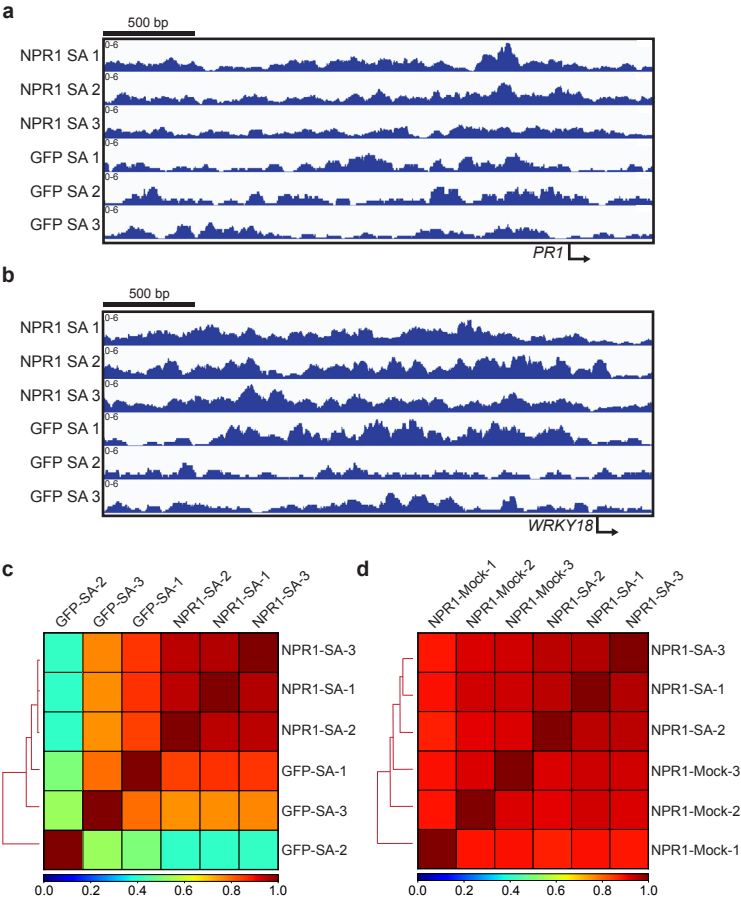 a
500 bp
NPR1 SA 1
0-6
NPR1 SA 2
0-6
NPR1 SA 3
0-6
GFP SA 1
0-6
GFP SA 2
0-6
GFP SA 3
0-6
PR1
b
500 bp
NPR1 SA 1
0-6
NPR1 SA 2
0-6
NPR1 SA 3
0-6
GFP SA 1
0-6
GFP SA 2
0-6
GFP SA 3
0-6
WRKY18
c
GFP-SA-2
GFP-SA-3
GFP-SA-1
NPR1-SA-2
NPR1-SA-1
NPR1-SA-3
NPR1-SA-3
NPR1-SA-1
NPR1-SA-2
GFP-SA-1
GFP-SA-3
GFP-SA-2
0.0 0.2 0.4 0.6 0.8 1.0
d
NPR1-Mock-1
NPR1-Mock-2
NPR1-Mock-3
NPR1-SA-2
NPR1-SA-1
NPR1-SA-3
NPR1-SA-3
NPR1-SA-1
NPR1-SA-2
NPR1-Mock-3
NPR1-Mock-2
NPR1-Mock-1
0.0 0.2 0.4 0.6 0.8 1.0